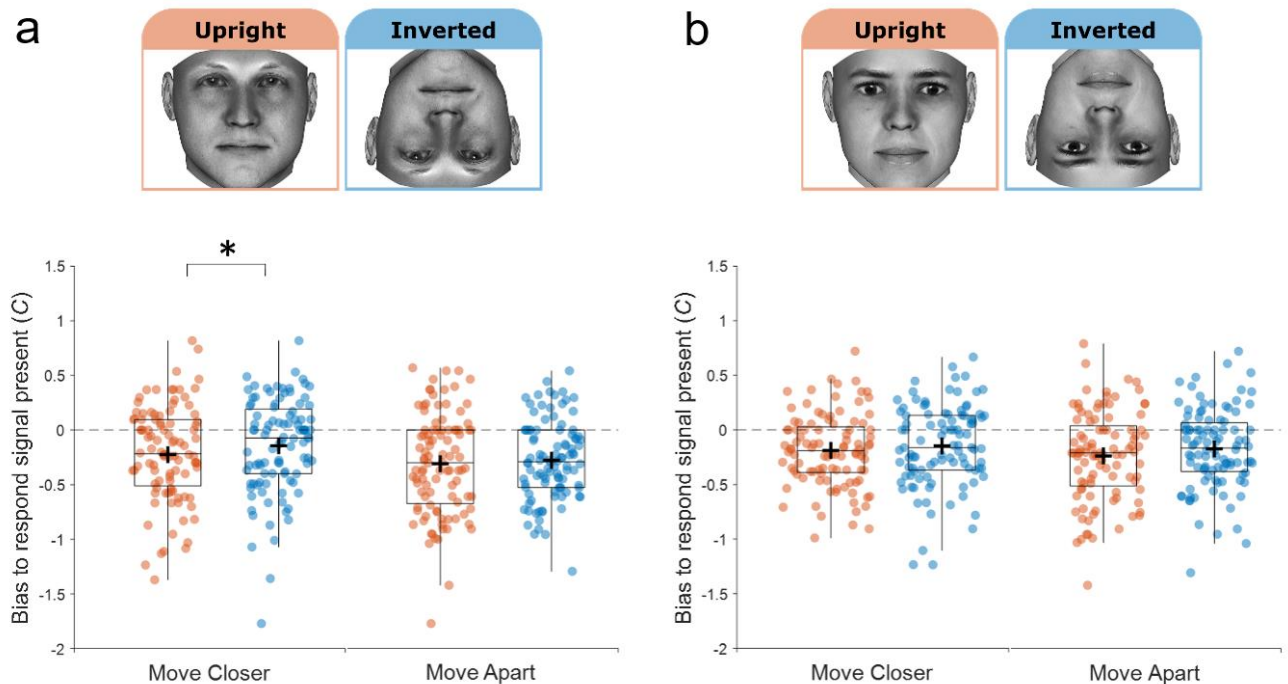 a
Upright
Inverted
*
Bias to respond signal present (C)
1.5
1
0.5
0
-0.5
-1
-1.5
-2
Move Closer
Move Apart
b
Upright
Inverted
Bias to respond signal present (C)
1.5
1
0.5
0
-0.5
-1
-1.5
-2
Move Closer
Move Apart